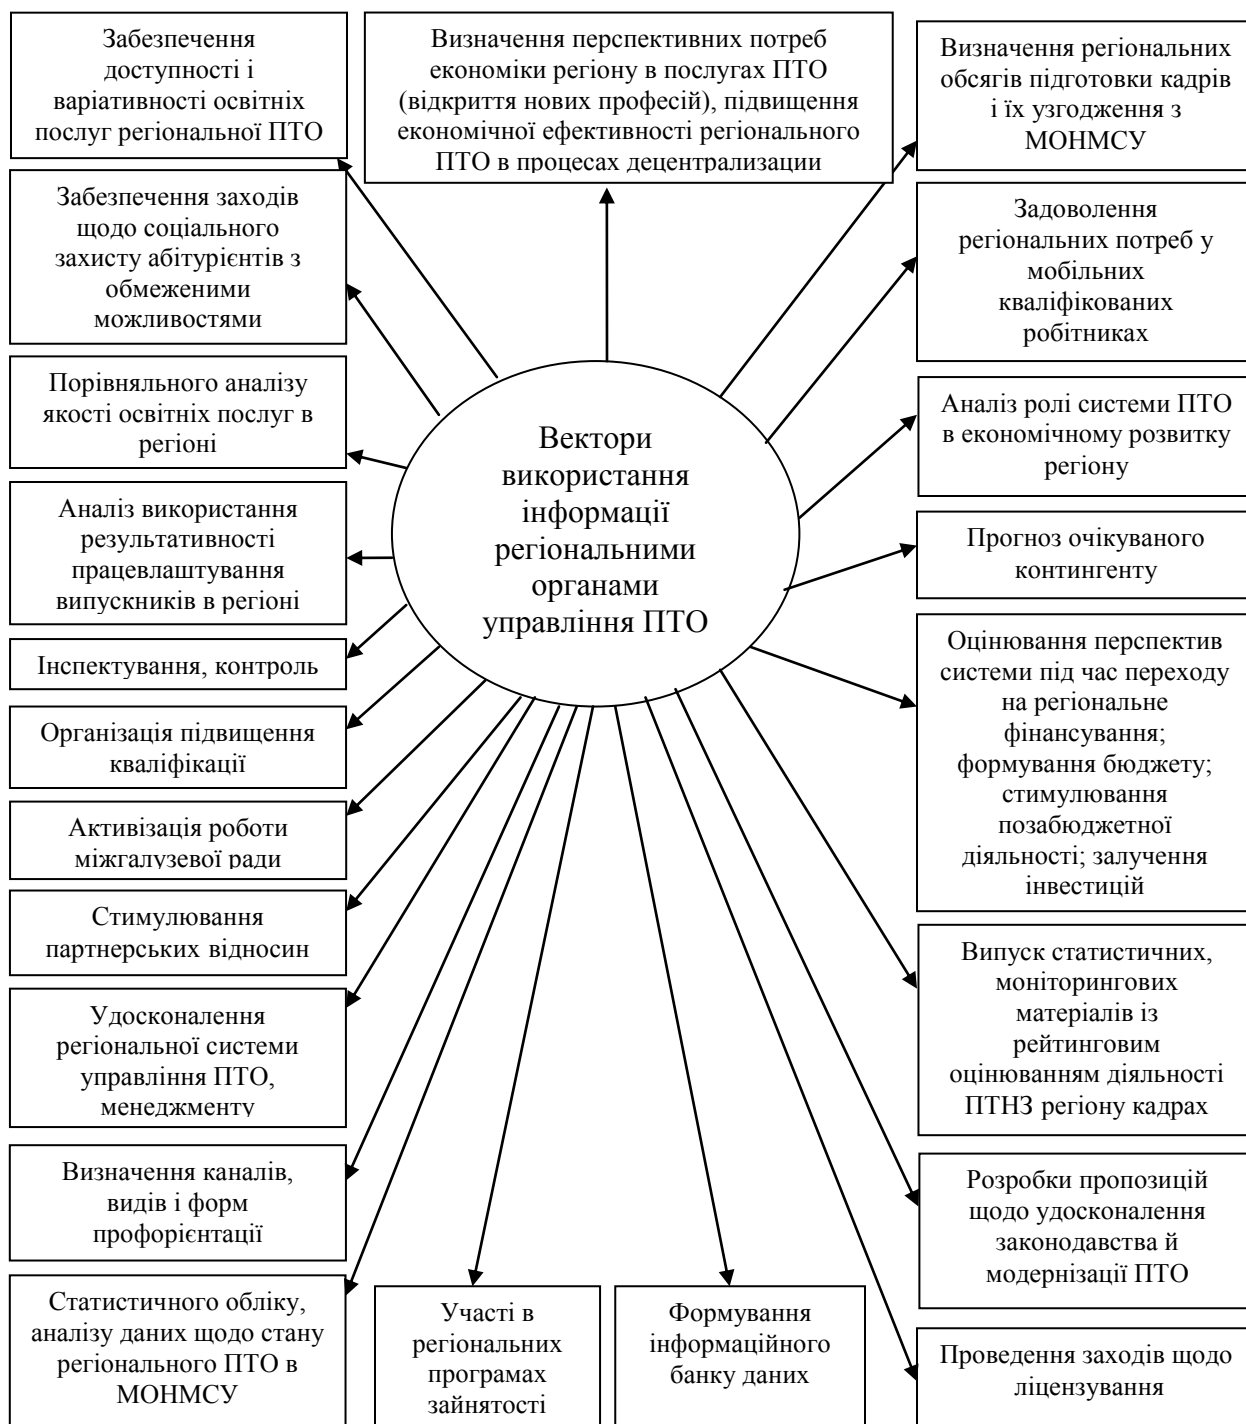 Забезпечення
доступності і
варіативності освітніх
послуг регіональної ПТО
Визначення перспективних потреб
економіки регіону в послугах ПТО
(відкриття нових професій), підвищення
економічної ефективності регіонального
ПТО в процесах децентрализации
Визначення регіональних
обсягів підготовки кадрів
і їх узгодження з
МОНМСУ
Забезпечення заходів
щодо соціального
захисту абітурієнтів з
обмеженими
можливостями
Задоволення
регіональних потреб у
мобільних
кваліфікованих
робітниках
Порівняльного аналізу
якості освітніх послуг в
регіоні
Аналіз ролі системи ПТО
в економічному розвитку
регіону
Вектори
використання
інформації
регіональними
органами
управління ПТО
Аналіз використання
результативності
працевлаштування
випускників в регіоні
Прогноз очікуваного
контингенту
Інспектування, контроль
Оцінювання перспектив
системи під час переходу
на регіональне
фінансування;
формування бюджету;
стимулювання
позабюджетної
діяльності; залучення
інвестицій
Організація підвищення
кваліфікації
Активізація роботи
міжгалузевої ради
Стимулювання
партнерських відносин
Випуск статистичних,
моніторингових
матеріалів із
рейтинговим
оцінюванням діяльності
ПТНЗ регіону кадрах
Удосконалення
регіональної системи
управління ПТО,
менеджменту
Визначення каналів,
видів і форм
профорієнтації
Розробки пропозицій
щодо удосконалення
законодавства й
модернізації ПТО
Статистичного обліку,
аналізу даних щодо стану
регіонального ПТО в
МОНМСУ
Участі в
регіональних
програмах
зайнятості
Формування
інформаційного
банку даних
Проведення заходів щодо
ліцензування